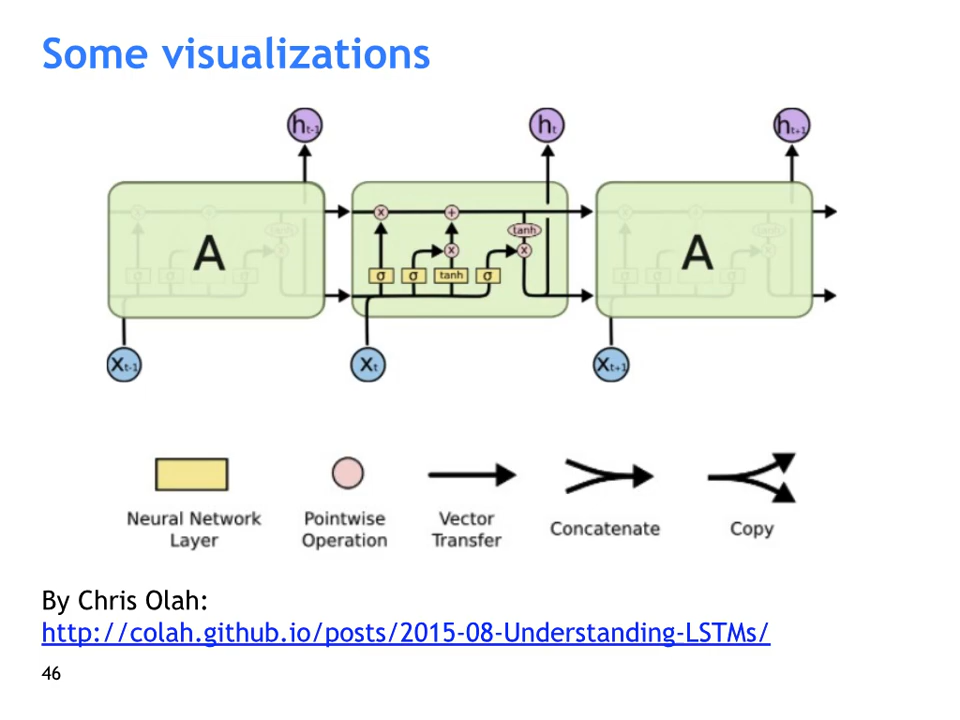 Some visualizations
h t-1
h t
h t+1
A
x
+
tanh
x
x
σ
σ
tanh
σ
A
X t-1
X t
X t+1
Neural Network
Layer
Pointwise
Operation
Vector
Transfer
Concatenate
Copy
By Chris Olah:
http://colah.github.io/posts/2015-08-Understanding-LSTMs/
46